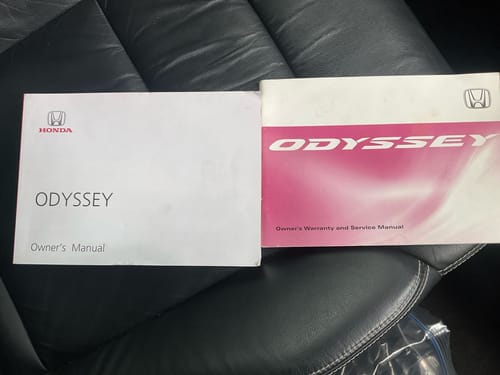 HONDA
ODYSSEY
Owner's Manual
ODYSSEY
Owner's Warranty and Service Manual